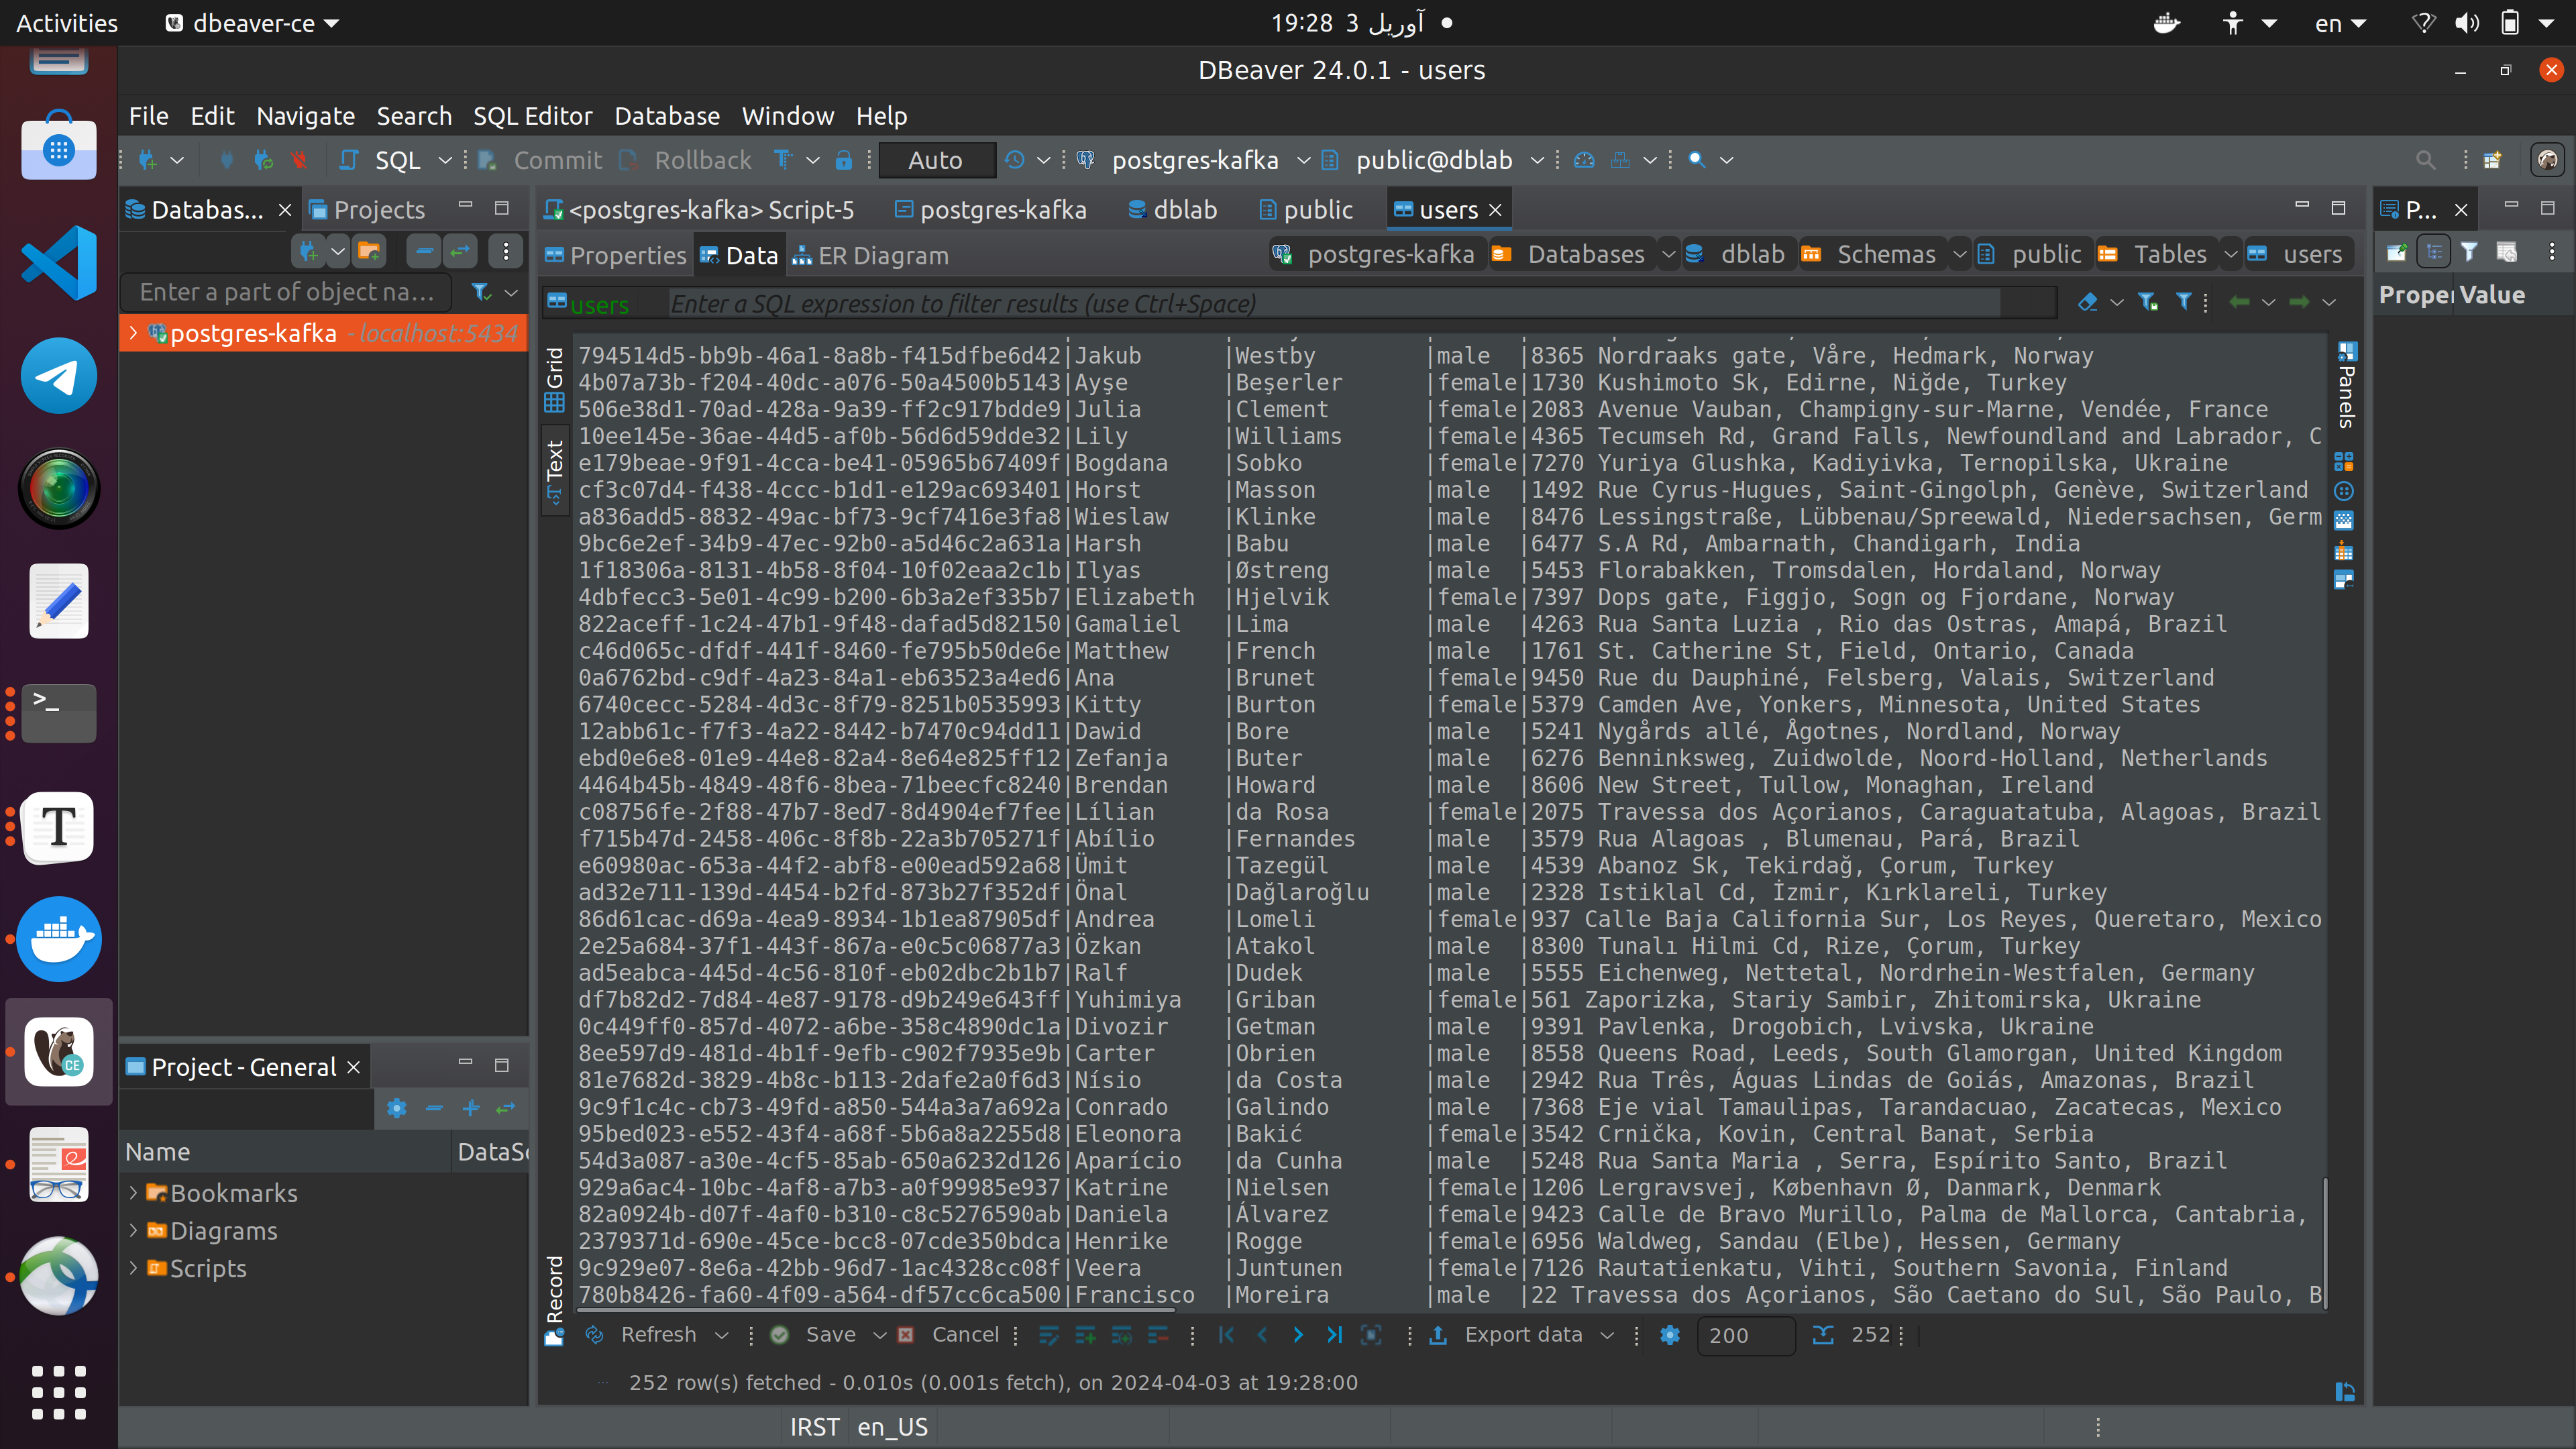 Activities dbeaver-ce 19:28 3 آوریل en
DBeaver 24.0.1 - users
File Edit Navigate Search SQL Editor Database Window Help
SQL Commit Rollback Auto postgres-kafka public@dblab
Databas... Projects
<postgres-kafka> Script-5 postgres-kafka dblab public users
P...
Properties Data ER Diagram
postgres-kafka Databases dblab Schemas public Tables users
Enter a part of object na...
users Enter a SQL expression to filter results (use Ctrl+Space)
Value
postgres-kafka - localhost:5434
Grid
Text
Record
Panels
794514d5-bb9b-46a1-8a8b-f415dfbe6d42|Jakub |Westby |male |8365 Nordraaks gate, Våre, Hedmark, Norway
4b07a73b-f204-40dc-a076-50a4500b5143|Ayşe |Beşerler |female|1730 Kushimoto Sk, Edirne, Niğde, Turkey
506e38d1-70ad-428a-9a39-ff2c917bdde9|Julia |Clement |female|2083 Avenue Vauban, Champigny-sur-Marne, Vendée, France
10ee145e-36ae-44d5-af0b-56d6d59dde32|Lily |Williams |female|4365 Tecumseh Rd, Grand Falls, Newfoundland and Labrador, C
e179beae-9f91-4cca-be41-05965b67409f|Bogdana |Sobko |female|7270 Yuriya Glushka, Kadiyivka, Ternopilska, Ukraine
cf3c07d4-f438-4ccc-b1d1-e129ac693401|Horst |Masson |male |1492 Rue Cyrus-Hugues, Saint-Gingolph, Genève, Switzerland
a836add5-8832-49ac-bf73-9cf7416e3fa8|Wieslaw |Klinke |male |8476 Lessingstraße, Lübbenau/Spreewald, Niedersachsen, Germ
9bc6e2ef-34b9-47ec-92b0-a5d46c2a631a|Harsh |Babu |male |6477 S.A Rd, Ambarnath, Chandigarh, India
1f18306a-8131-4b58-8f04-10f02eaa2c1b|Ilyas |Østreng |male |5453 Florabakken, Tromsdalen, Hordaland, Norway
4dbfecc3-5e01-4c99-b200-6b3a2ef335b7|Elizabeth |Hjelvik |female|7397 Dops gate, Figgjo, Sogn og Fjordane, Norway
822aceff-1c24-47b1-9f48-dafad5d82150|Gamaliel |Lima |male |4263 Rua Santa Luzia , Rio das Ostras, Amapá, Brazil
c46d065c-dfdf-441f-8460-fe795b50de6e|Matthew |French |male |1761 St. Catherine St, Field, Ontario, Canada
0a6762bd-c9df-4a23-84a1-eb63523a4ed6|Ana |Brunet |female|9450 Rue du Dauphiné, Felsberg, Valais, Switzerland
6740cecc-5284-4d3c-8f79-8251b0535993|Kitty |Burton |female|5379 Camden Ave, Yonkers, Minnesota, United States
12abb61c-f7f3-4a22-8442-b7470c94dd11|Dawid |Bore |male |5241 Nygårds allé, Ågotnes, Nordland, Norway
ebd0e6e8-01e9-44e8-82a4-8e64e825ff12|Zefanja |Buter |male |6276 Benninksweg, Zuidwolde, Noord-Holland, Netherlands
4464b45b-4849-48f6-8bea-71beecfc8240|Brendan |Howard |male |8606 New Street, Tullow, Monaghan, Ireland
c08756fe-2f88-47b7-8ed7-8d4904ef7fee|Lílian |da Rosa |female|2075 Travessa dos Açorianos, Caraguatatuba, Alagoas, Brazil
f715b47d-2458-406c-8f8b-22a3b705271f|Abílio |Fernandes |male |3579 Rua Alagoas , Blumenau, Pará, Brazil
e60980ac-653a-44f2-abf8-e00ead592a68|Ümit |Tazegül |male |4539 Abanoz Sk, Tekirdağ, Çorum, Turkey
ad32e711-139d-4454-b2fd-873b27f352df|Önal |Dağlaroğlu |male |2328 Istiklal Cd, İzmir, Kırklareli, Turkey
86d61cac-d69a-4ea9-8934-1b1ea87905df|Andrea |Lomeli |female|937 Calle Baja California Sur, Los Reyes, Queretaro, Mexico
2e25a684-37f1-443f-867a-e0c5c06877a3|Özkan |Atakol |male |8300 Tunalı Hilmi Cd, Rize, Çorum, Turkey
ad5eabca-445d-4c56-810f-eb02dbc2b1b7|Ralf |Dudek |male |5555 Eichenweg, Nettetal, Nordrhein-Westfalen, Germany
df7b82d2-7d84-4e87-9178-d9b249e643ff|Yuhimiya |Griban |female|561 Zaporizka, Stariy Sambir, Zhitomirska, Ukraine
0c449ff0-857d-4072-a6be-358c4890dc1a|Divozir |Getman |male |9391 Pavlenka, Drogobich, Lvivska, Ukraine
8ee597d9-481d-4b1f-9efb-c902f7935e9b|Carter |Obrien |male |8558 Queens Road, Leeds, South Glamorgan, United Kingdom
81e7682d-3829-4b8c-b113-2dafe2a0f6d3|Nísio |da Costa |male |2942 Rua Três, Águas Lindas de Goiás, Amazonas, Brazil
9c9f1c4c-cb73-49fd-a850-544a3a7a692a|Conrado |Galindo |male |7368 Eje vial Tamaulipas, Tarandacuao, Zacatecas, Mexico
95bed023-e552-43f4-a68f-5b6a8a2255d8|Eleonora |Bakić |female|3542 Crnička, Kovin, Central Banat, Serbia
54d3a087-a30e-4cf5-85ab-650a6232d126|Aparício |da Cunha |male |5248 Rua Santa Maria , Serra, Espírito Santo, Brazil
929a6ac4-10bc-4af8-a7b3-a0f99985e937|Katrine |Nielsen |female|1206 Lergravsvej, København Ø, Danmark, Denmark
82a0924b-d07f-4af0-b310-c8c5276590ab|Daniela |Álvarez |female|9423 Calle de Bravo Murillo, Palma de Mallorca, Cantabria,
2379371d-690e-45ce-bcc8-07cde350bdca|Henrike |Rogge |female|6956 Waldweg, Sandau (Elbe), Hessen, Germany
9c929e07-8e6a-42bb-96d7-1ac4328cc08f|Veera |Juntunen |female|7126 Rautatienkatu, Vihti, Southern Savonia, Finland
780b8426-fa60-4f09-a564-df57cc6ca500|Francisco |Moreira |male |22 Travessa dos Açorianos, São Caetano do Sul, São Paulo, B
Project - General
Name DataSo
Bookmarks
Diagrams
Scripts
Refresh Save Cancel Export data 200 252
252 row(s) fetched - 0.010s (0.001s fetch), on 2024-04-03 at 19:28:00
IRST en_US